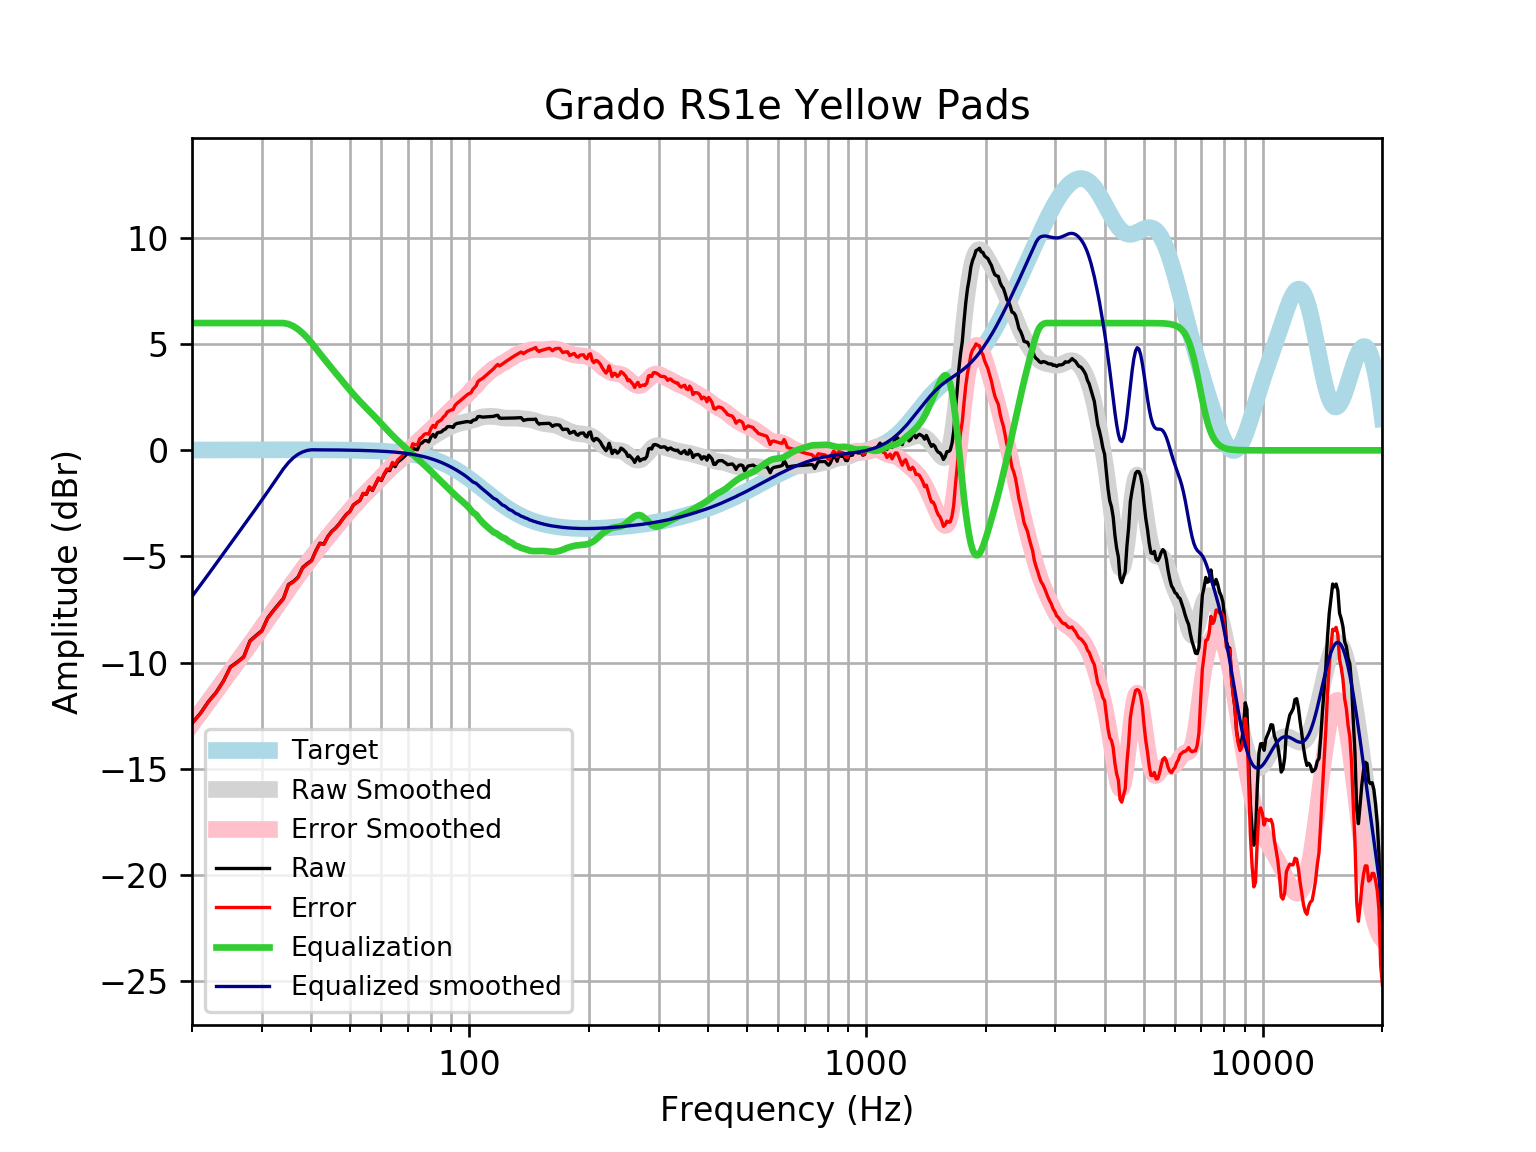 Grado RS1e Yellow Pads
Amplitude (dBr)
10
5
0
−5
−10
−15
−20
−25
Target
Raw Smoothed
Error Smoothed
Raw
Error
Equalization
Equalized smoothed
100 1000 10000
Frequency (Hz)